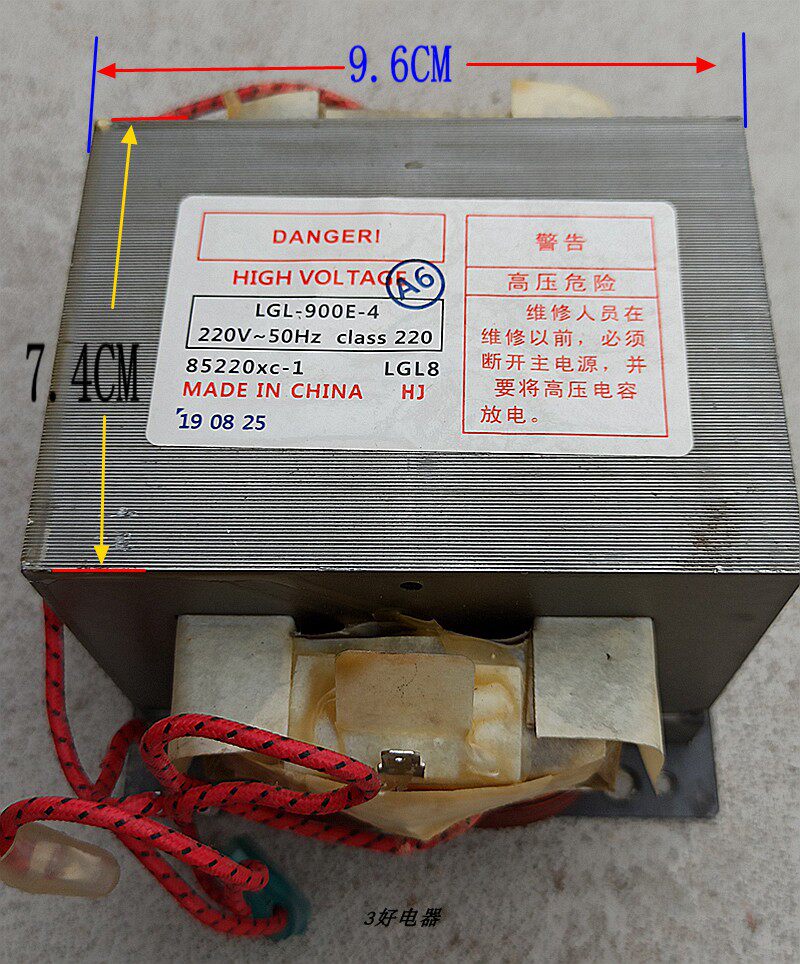 9.6CM
7.4CM
DANGER!
HIGH VOLTAGE
A6
LGL-900E-4
220V~50Hz class 220
85220xc-1 LGL8
MADE IN CHINA HJ
19 08 25
警告
高压危险
维修人员在
维修以前，必须
断开主电源，并
要将高压电容
放电。
3好电器